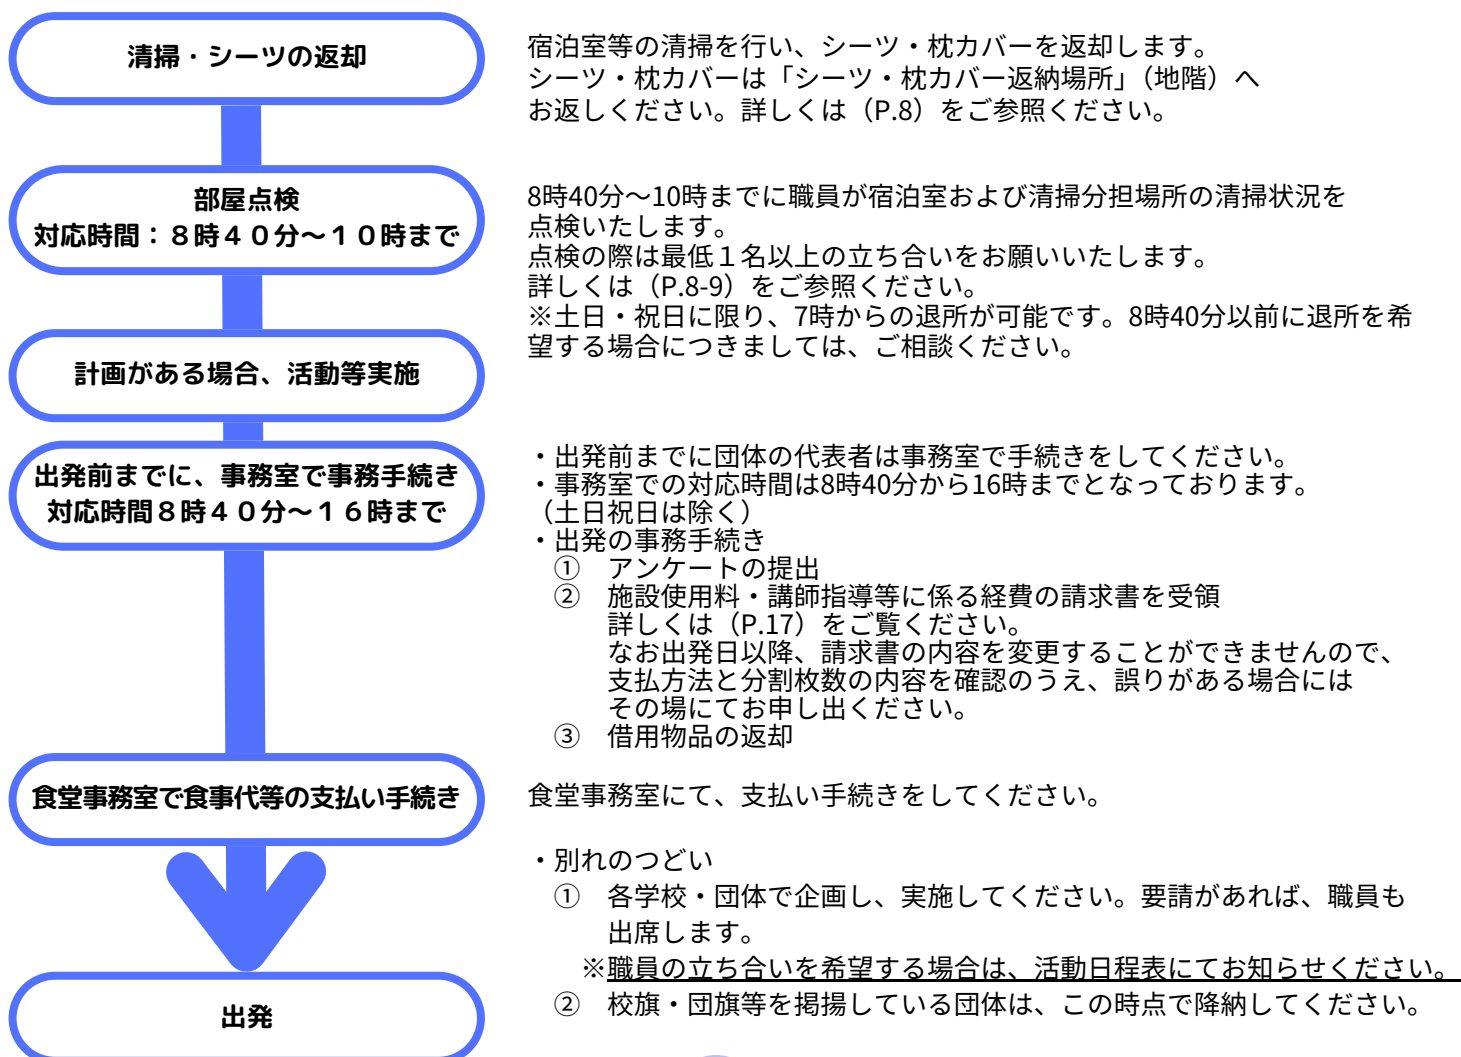 清掃・シーツの返却
宿泊室等の清掃を行い、シーツ・枕カバーを返却します。
シーツ・枕カバーは「シーツ・枕カバー返納場所」（地階）へ
お返しください。詳しくは（P.8）をご参照ください。
部屋点検
対応時間：８時４０分～１０時まで
8時40分～10時までに職員が宿泊室および清掃分担場所の清掃状況を
点検いたします。
点検の際は最低１名以上の立ち合いをお願いいたします。
詳しくは（P.8-9）をご参照ください。
※土日・祝日に限り、7時からの退所が可能です。8時40分以前に退所を希
望する場合につきましては、ご相談ください。
計画がある場合、活動等実施
出発前までに、事務室で事務手続き
対応時間８時４０分～１６時まで
・出発前までに団体の代表者は事務室で手続きをしてください。
・事務室での対応時間は8時40分から16時までとなっております。
（土日祝日は除く）
・出発の事務手続き
①　アンケートの提出
②　施設使用料・講師指導等に係る経費の請求書を受領
詳しくは（P.17）をご覧ください。
なお出発日以降、請求書の内容を変更することができませんので、
支払方法と分割枚数の内容を確認のうえ、誤りがある場合には
その場にてお申し出ください。
③　借用物品の返却
食堂事務室で食事代等の支払い手続き
食堂事務室にて、支払い手続きをしてください。
・別れのつどい
①　各学校・団体で企画し、実施してください。要請があれば、職員も
出席します。
※職員の立ち合いを希望する場合は、活動日程表にてお知らせください。
②　校旗・団旗等を掲揚している団体は、この時点で降納してください。
出発